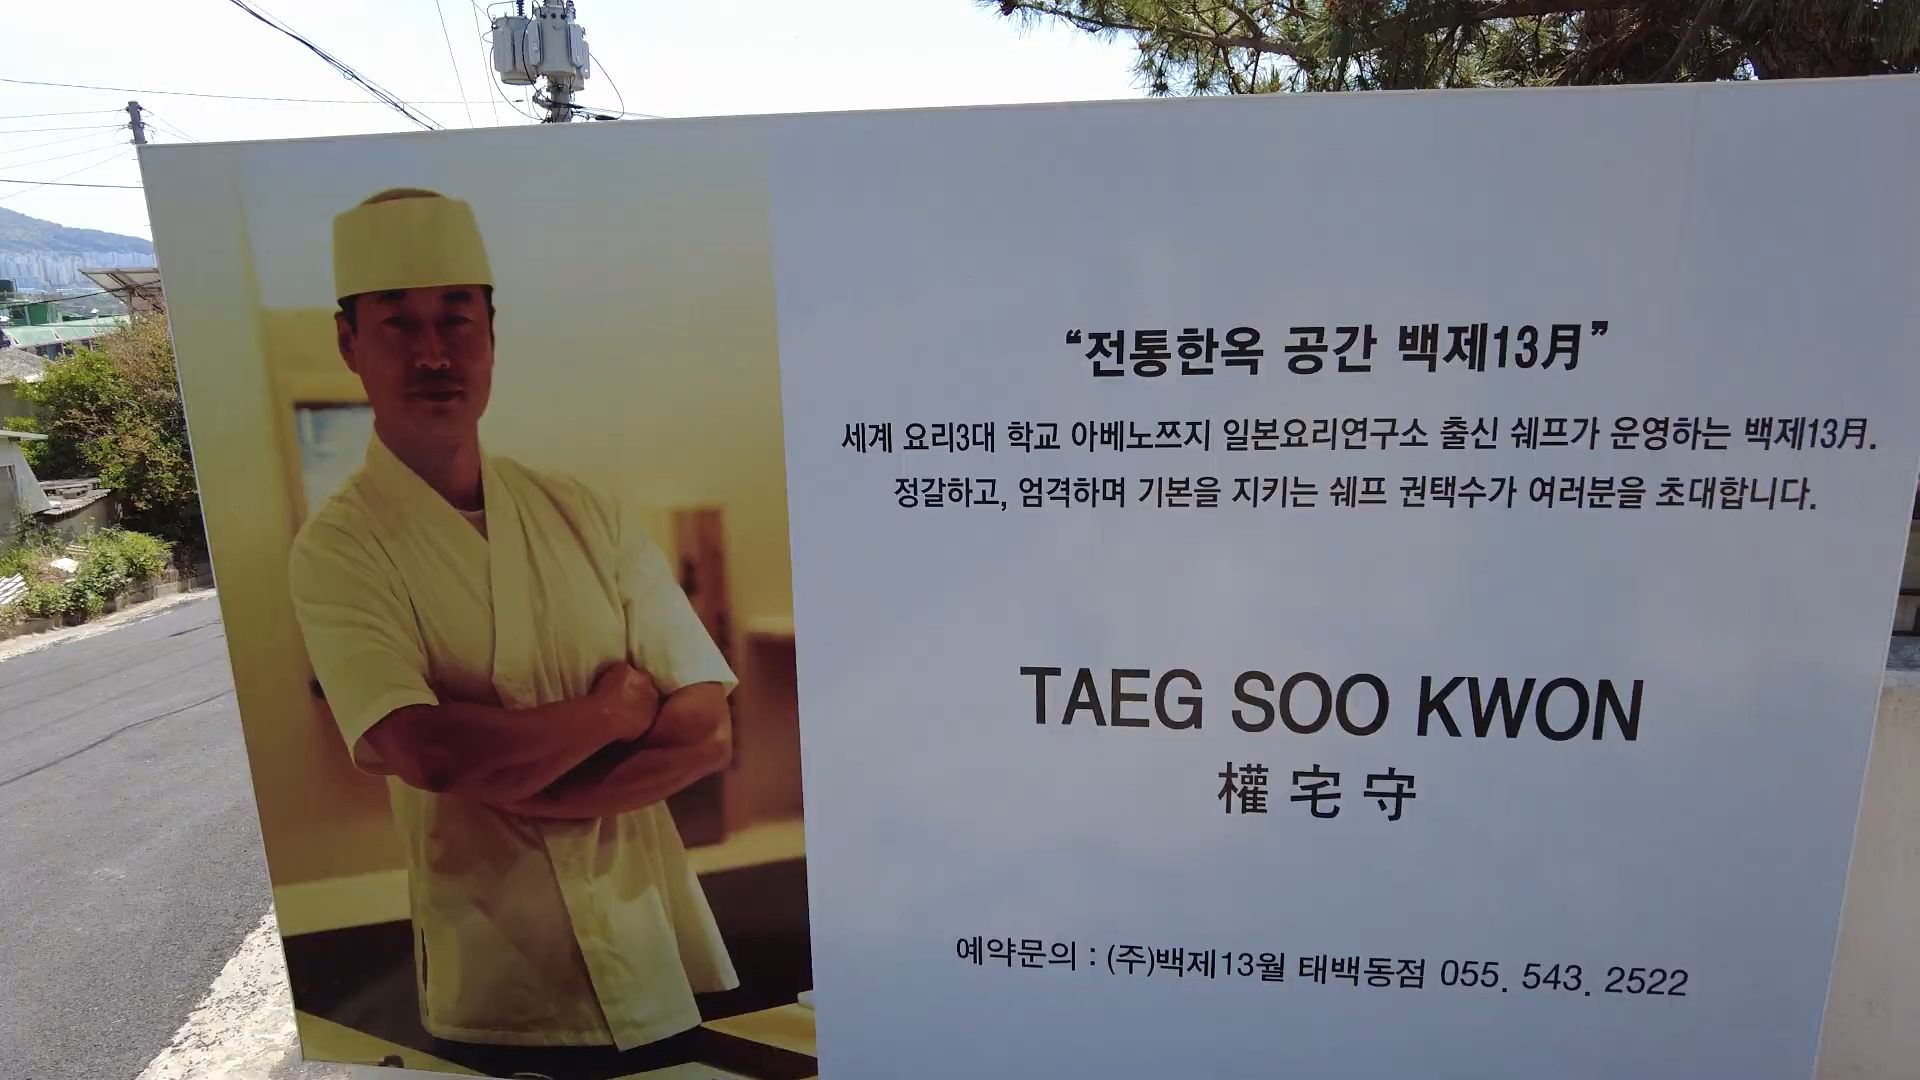 “전통한옥 공간 백제13月”
세계 요리3대 학교 아베노쯔지 일본요리연구소 출신 쉐프가 운영하는 백제13月.
정갈하고, 엄격하며 기본을 지키는 쉐프 권택수가 여러분을 초대합니다.
TAEG SOO KWON
權 宅 守
예약문의 : (주)백제13월 태백동점 055. 543. 2522